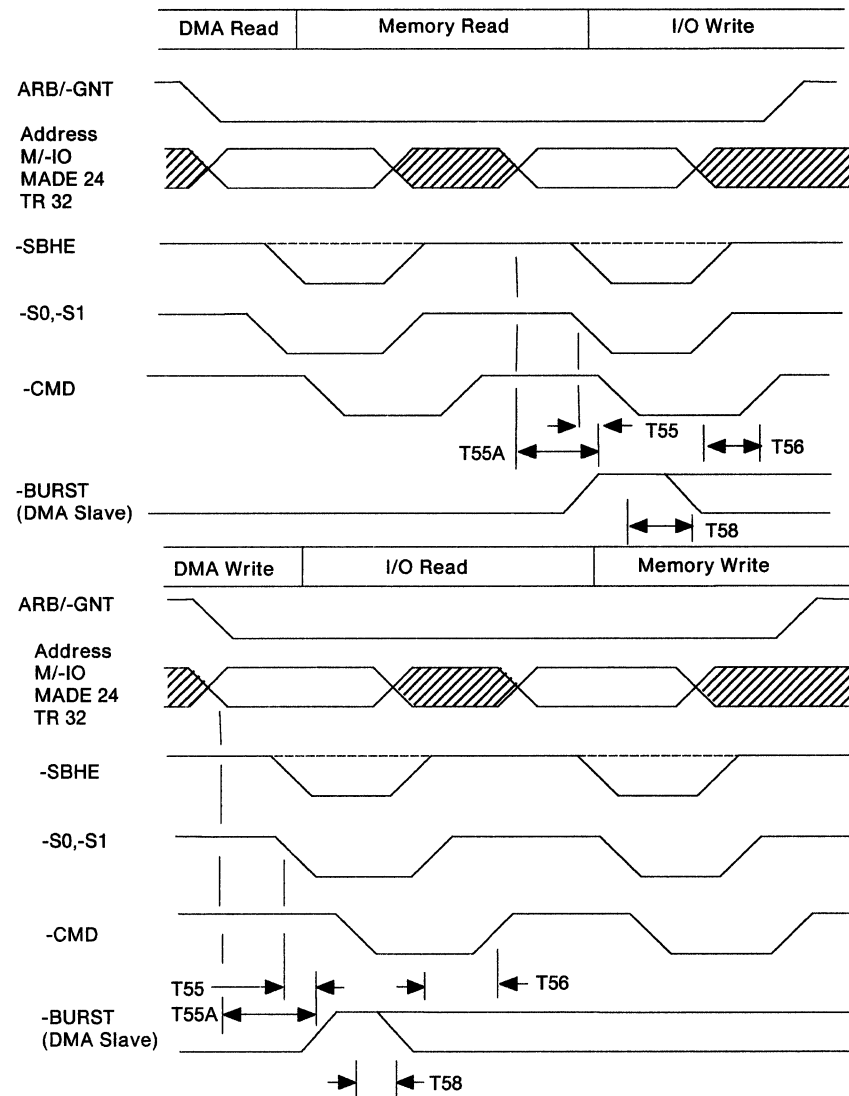 DMA Read Memory Read I/O Write
ARB/-GNT
Address
M/-IO
MADE 24
TR 32
-SBHE
-S0,-S1
-CMD
T55
T55A
T56
-BURST
(DMA Slave)
T58
DMA Write I/O Read Memory Write
ARB/-GNT
Address
M/-IO
MADE 24
TR 32
-SBHE
-S0,-S1
-CMD
T55
T56
T55A
-BURST
(DMA Slave)
T58